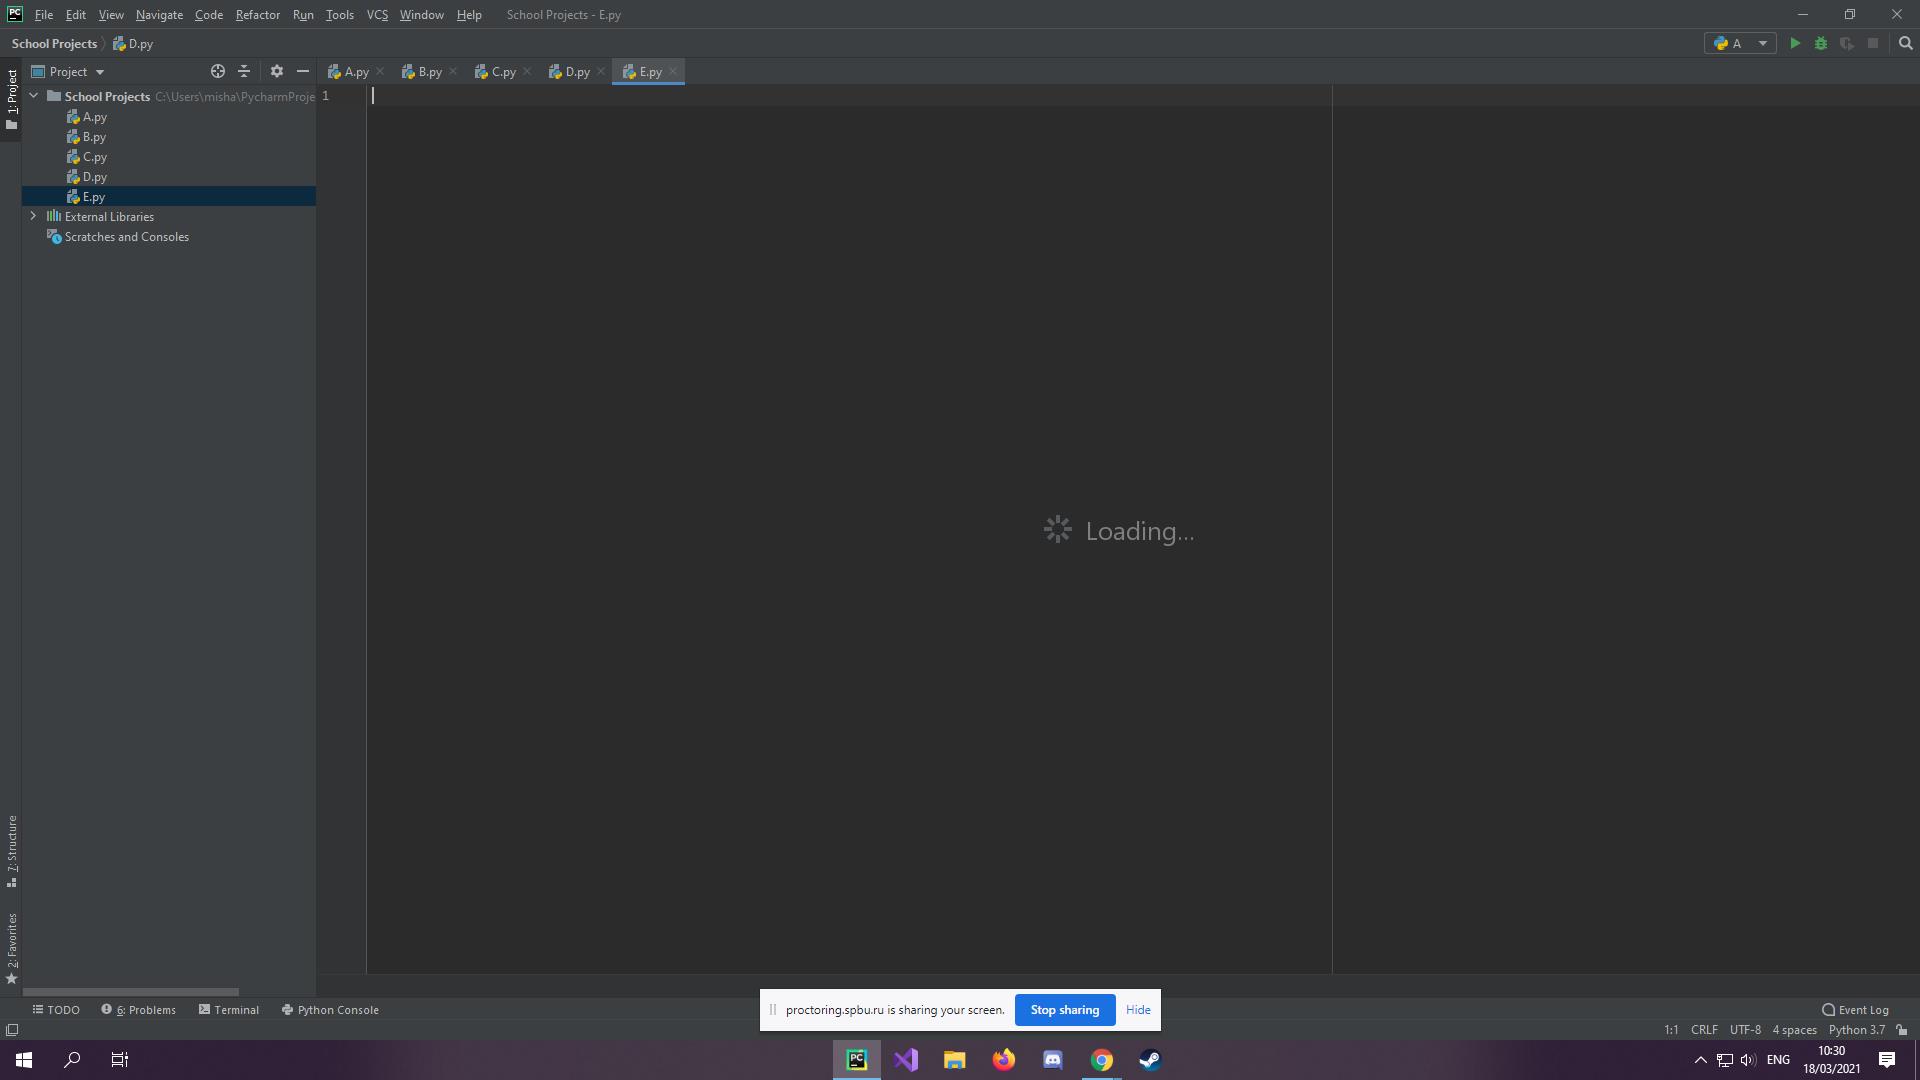 PC File Edit View Navigate Code Refactor Run Tools VCS Window Help School Projects - E.py
School Projects D.py A
1: Project
Project A.py B.py C.py D.py E.py
School Projects C:\Users\misha\PycharmProje 1
A.py
B.py
C.py
D.py
E.py
External Libraries
Scratches and Consoles
Loading...
7: Structure
2: Favorites
TODO 6: Problems Terminal Python Console proctoring.spbu.ru is sharing your screen. Stop sharing Hide Event Log
1:1 CRLF UTF-8 4 spaces Python 3.7
PC ENG 10:30
18/03/2021